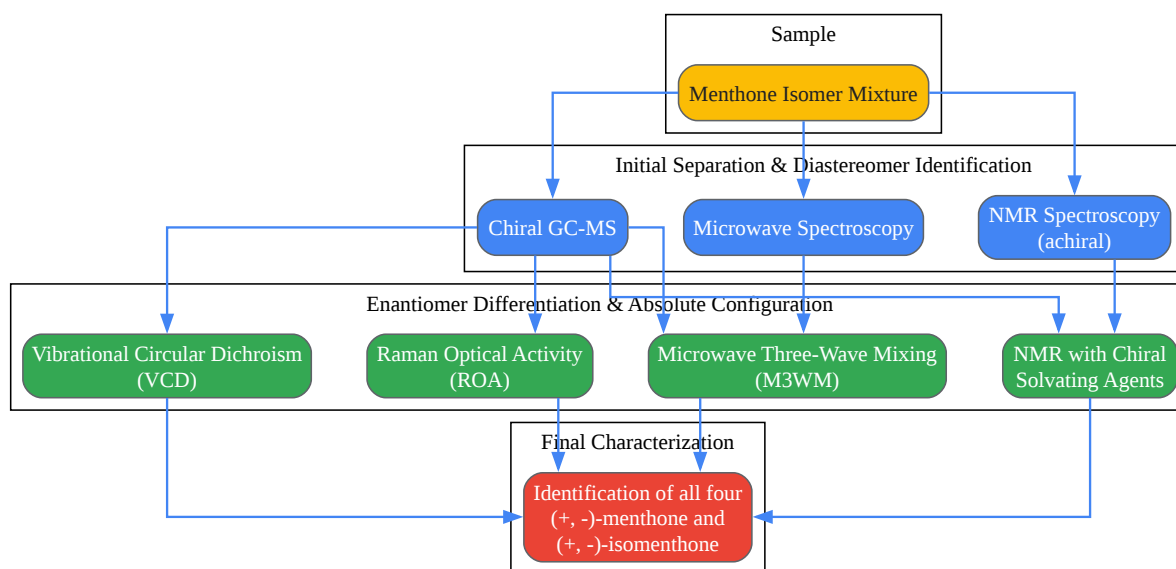 Sample
Menthone Isomer Mixture
Initial Separation & Diastereomer Identification
Chiral GC-MS
Microwave Spectroscopy
NMR Spectroscopy
(achiral)
Enantiomer Differentiation & Absolute Configuration
Vibrational Circular Dichroism
(VCD)
Raman Optical Activity
(ROA)
Microwave Three-Wave Mixing
(M3WM)
NMR with Chiral
Solvating Agents
Final Characterization
Identification of all four
(+, -)-menthone and
(+, -)-isomenthone